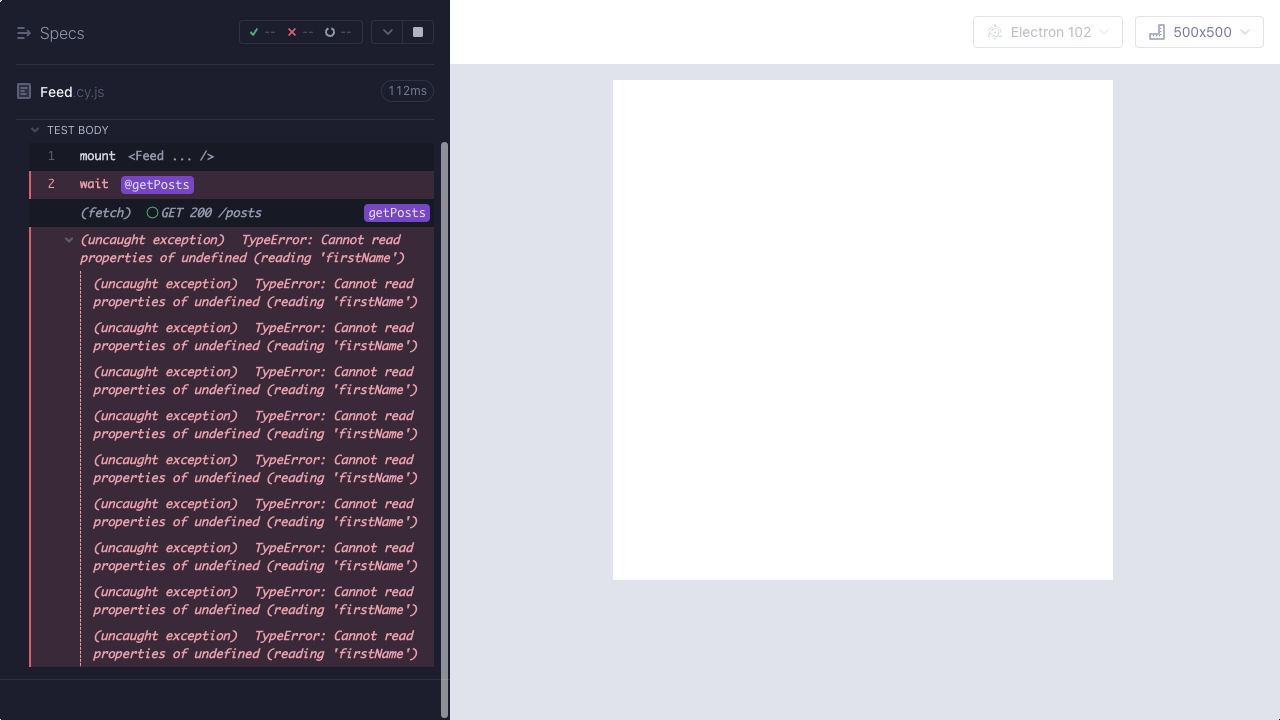 Specs
-- -- --
Electron 102
500x500
Feed.cy.js
112ms
TEST BODY
1 mount <Feed ... />
2 wait @getPosts
(fetch) GET 200 /posts getPosts
(uncaught exception) TypeError: Cannot read
properties of undefined (reading 'firstName')
(uncaught exception) TypeError: Cannot read
properties of undefined (reading 'firstName')
(uncaught exception) TypeError: Cannot read
properties of undefined (reading 'firstName')
(uncaught exception) TypeError: Cannot read
properties of undefined (reading 'firstName')
(uncaught exception) TypeError: Cannot read
properties of undefined (reading 'firstName')
(uncaught exception) TypeError: Cannot read
properties of undefined (reading 'firstName')
(uncaught exception) TypeError: Cannot read
properties of undefined (reading 'firstName')
(uncaught exception) TypeError: Cannot read
properties of undefined (reading 'firstName')
(uncaught exception) TypeError: Cannot read
properties of undefined (reading 'firstName')
(uncaught exception) TypeError: Cannot read
properties of undefined (reading 'firstName')